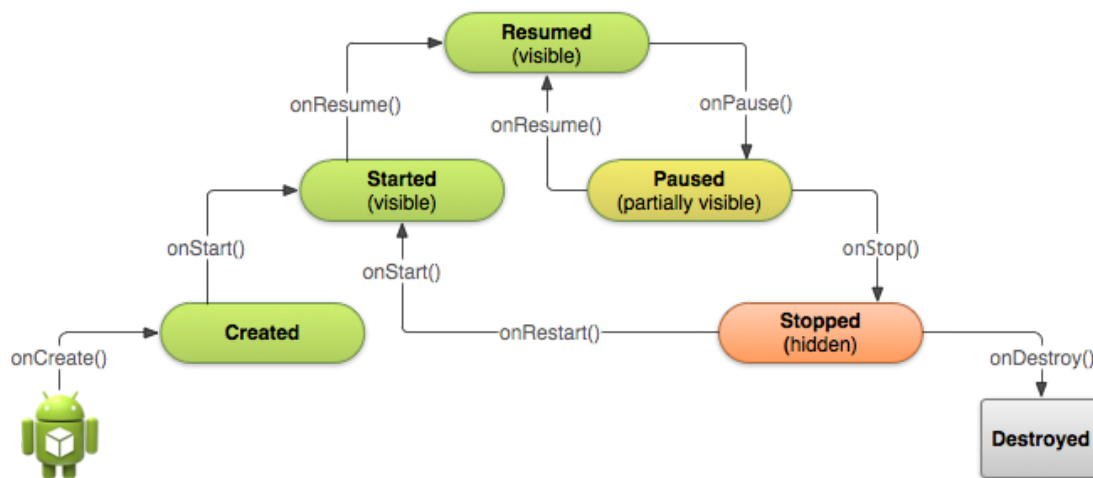 Resumed
(visible)
onResume()
onResume()
onPause()
Started
(visible)
Paused
(partially visible)
onStart()
onStart()
onStop()
Created
onRestart()
Stopped
(hidden)
onCreate()
onDestroy()
Destroyed